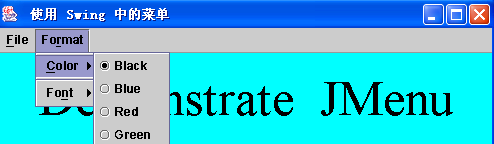 使用 Swing 中的菜单
File Format
Color
Font
Black
Blue
Red
Green
De nstrate JMenu